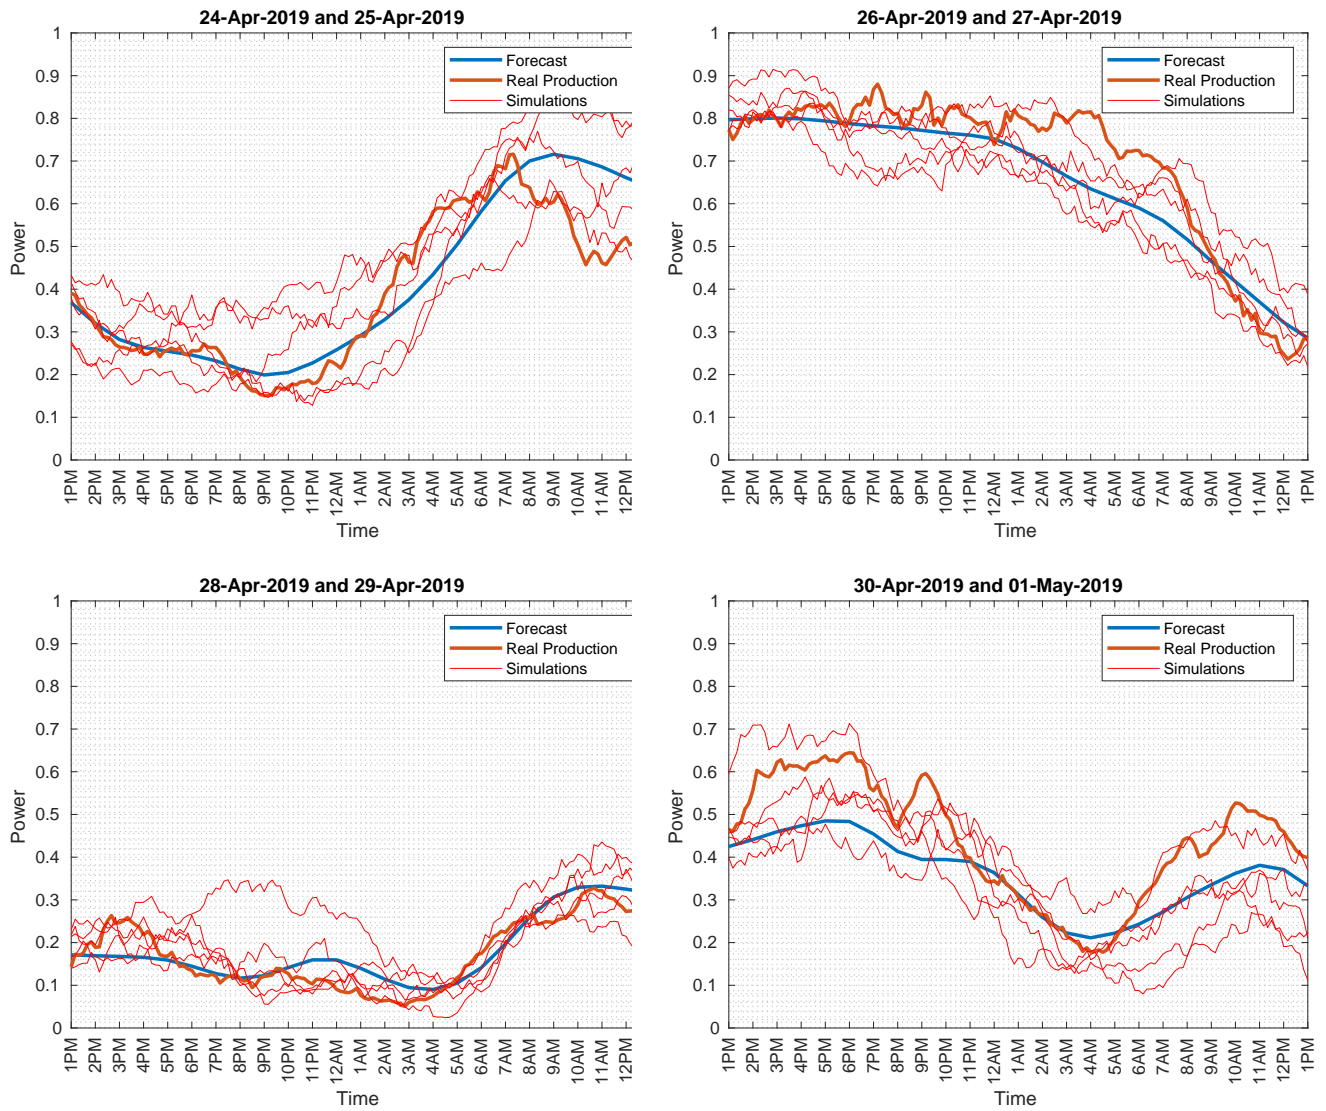 24-Apr-2019 and 25-Apr-2019
1
0.9
0.8
0.7
0.6
0.5
0.4
0.3
0.2
0.1
0
Power
Forecast
Real Production
Simulations
1PM 2PM 3PM 4PM 5PM 6PM 7PM 8PM 9PM 10PM 11PM 12AM 1AM 2AM 3AM 4AM 5AM 6AM 7AM 8AM 9AM 10AM 11AM 12PM
Time
26-Apr-2019 and 27-Apr-2019
1
0.9
0.8
0.7
0.6
0.5
0.4
0.3
0.2
0.1
0
Power
Forecast
Real Production
Simulations
1PM 2PM 3PM 4PM 5PM 6PM 7PM 8PM 9PM 10PM 11PM 12AM 1AM 2AM 3AM 4AM 5AM 6AM 7AM 8AM 9AM 10AM 11AM 12PM 1PM
Time
28-Apr-2019 and 29-Apr-2019
1
0.9
0.8
0.7
0.6
0.5
0.4
0.3
0.2
0.1
0
Power
Forecast
Real Production
Simulations
1PM 2PM 3PM 4PM 5PM 6PM 7PM 8PM 9PM 10PM 11PM 12AM 1AM 2AM 3AM 4AM 5AM 6AM 7AM 8AM 9AM 10AM 11AM 12PM
Time
30-Apr-2019 and 01-May-2019
1
0.9
0.8
0.7
0.6
0.5
0.4
0.3
0.2
0.1
0
Power
Forecast
Real Production
Simulations
1PM 2PM 3PM 4PM 5PM 6PM 7PM 8PM 9PM 10PM 11PM 12AM 1AM 2AM 3AM 4AM 5AM 6AM 7AM 8AM 9AM 10AM 11AM 12PM 1PM
Time